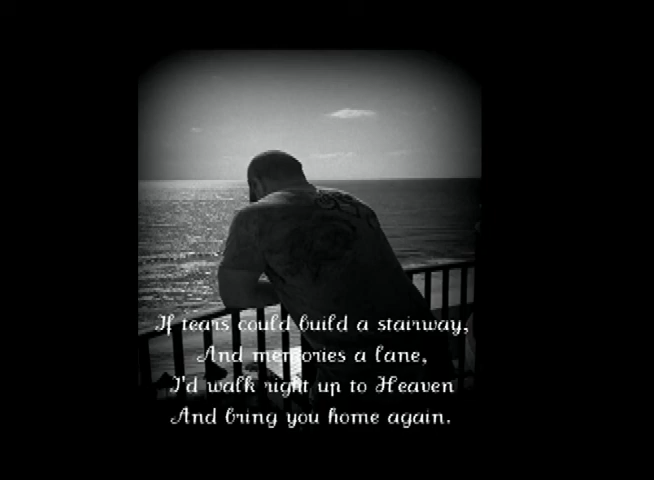 If tears could build a stairway,
And memories a lane,
I'd walk right up to Heaven
And bring you home again.